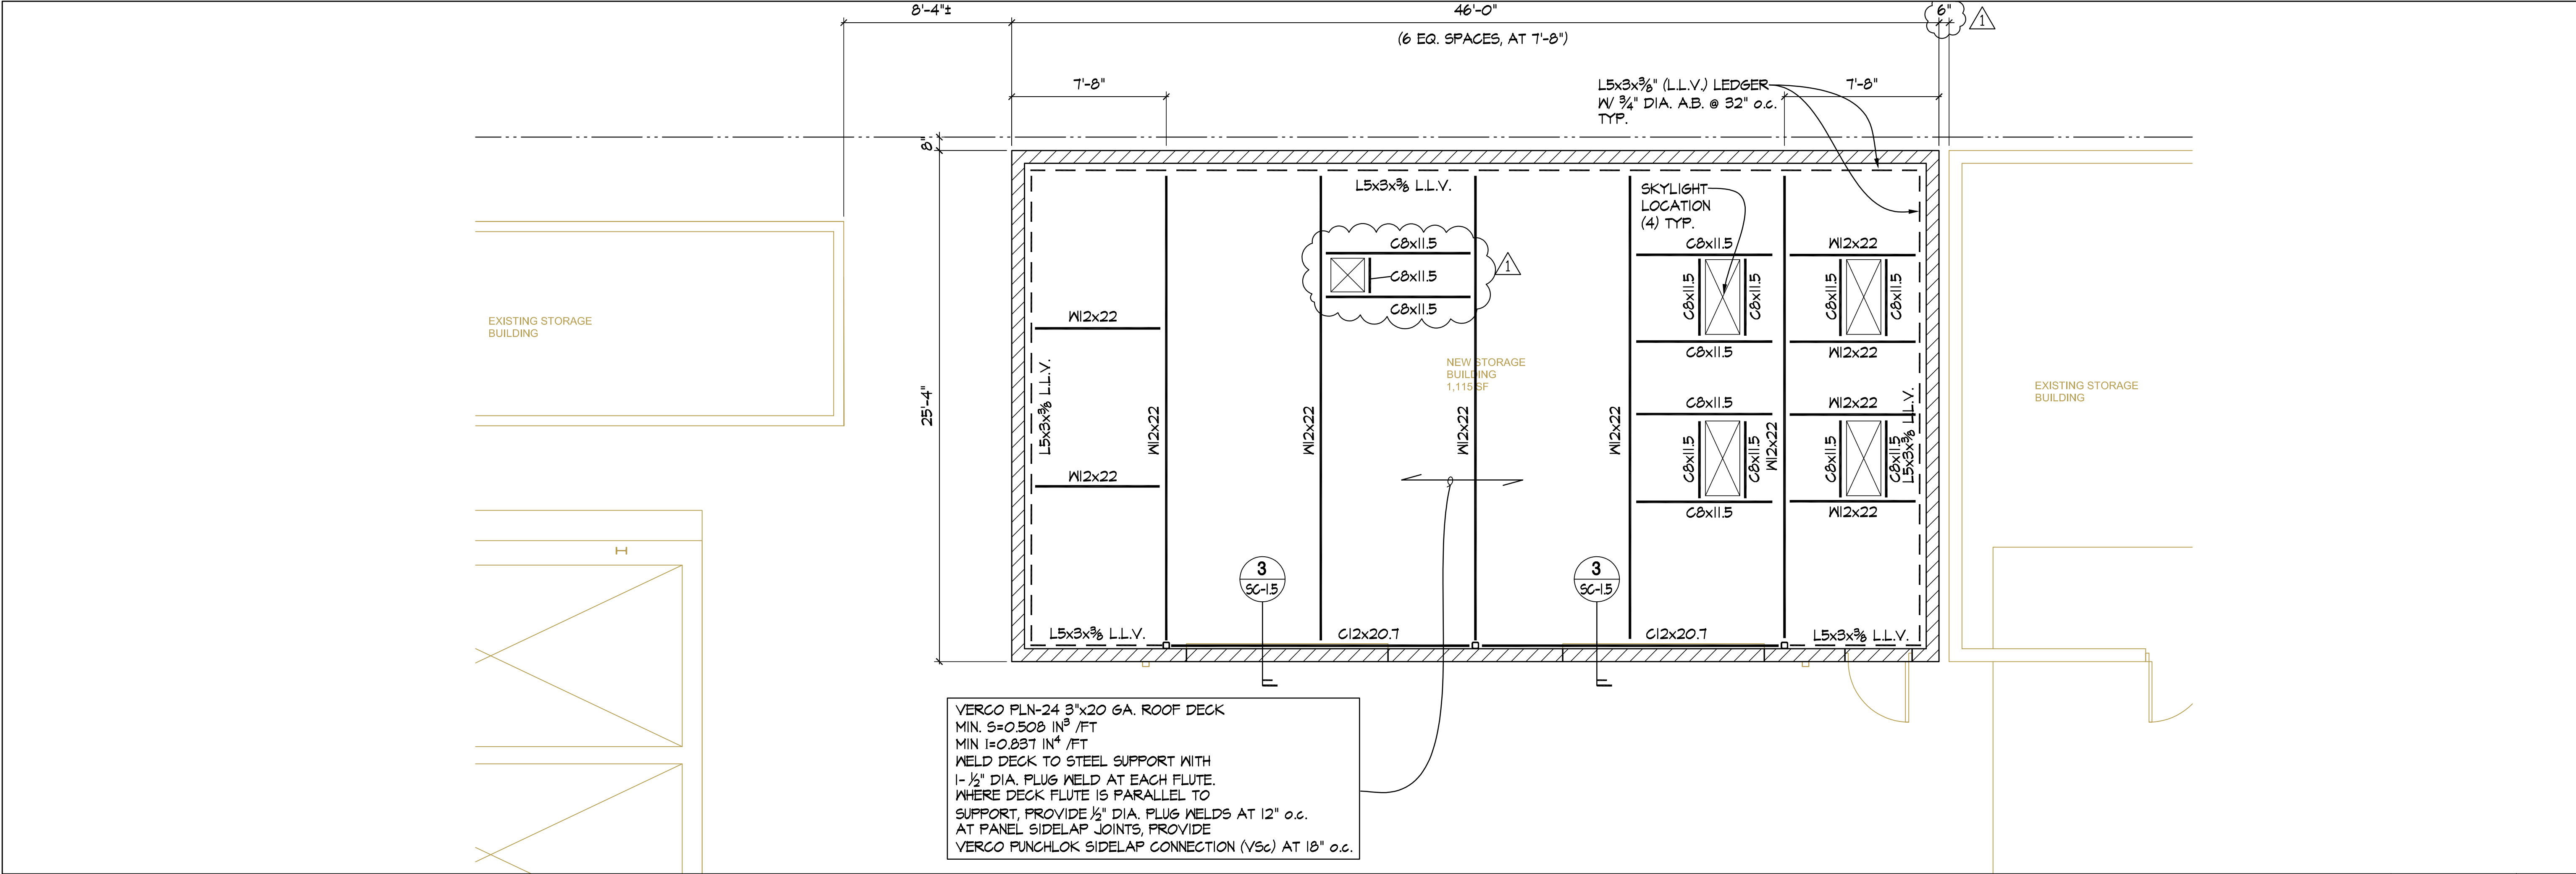 8'-4"±
46'-0"
6"
1
(6 EQ. SPACES, AT 7'-8")
7'-8"
L5x3x⅜" (L.L.V.) LEDGER
W/ ¾" DIA. A.B. @ 32" o.c.
TYP.
7'-8"
8"
25'-4"
L5x3x⅜ L.L.V.
SKYLIGHT
LOCATION
(4) TYP.
C8x11.5
C8x11.5
C8x11.5
1
C8x11.5
W12x22
C8x11.5
C8x11.5
C8x11.5
C8x11.5
C8x11.5
W12x22
EXISTING STORAGE
BUILDING
W12x22
L5x3x⅜ L.L.V.
NEW STORAGE
BUILDING
1,115 SF
EXISTING STORAGE
BUILDING
C8x11.5
W12x22
W12x22
W12x22
W12x22
W12x22
C8x11.5
C8x11.5
W12x22
C8x11.5
C8x11.5
L5x3x⅜ L.L.V.
W12x22
C8x11.5
W12x22
3
SC-1.5
3
SC-1.5
L5x3x⅜ L.L.V.
C12x20.7
C12x20.7
L5x3x⅜ L.L.V.
VERCO PLN-24 3"x20 GA. ROOF DECK
MIN. S=0.508 IN³ /FT
MIN I=0.837 IN⁴ /FT
WELD DECK TO STEEL SUPPORT WITH
1- ½" DIA. PLUG WELD AT EACH FLUTE.
WHERE DECK FLUTE IS PARALLEL TO
SUPPORT, PROVIDE ½" DIA. PLUG WELDS AT 12" o.c.
AT PANEL SIDELAP JOINTS, PROVIDE
VERCO PUNCHLOK SIDELAP CONNECTION (VSc) AT 18" o.c.